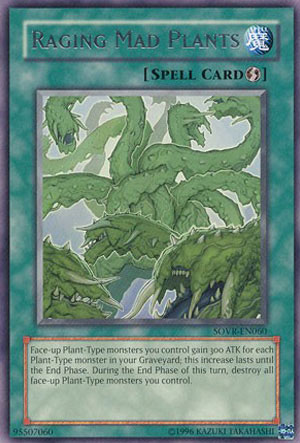 RAGING MAD PLANTS 魔
[SPELL CARD]
SOVR-EN060
Face-up Plant-Type monsters you control gain 300 ATK for each
Plant-Type monster in your Graveyard; this increase lasts until
the End Phase. During the End Phase of this turn, destroy all
face-up Plant-Type monsters you control.
95507060 ©1996 KAZUKI TAKAHASHI